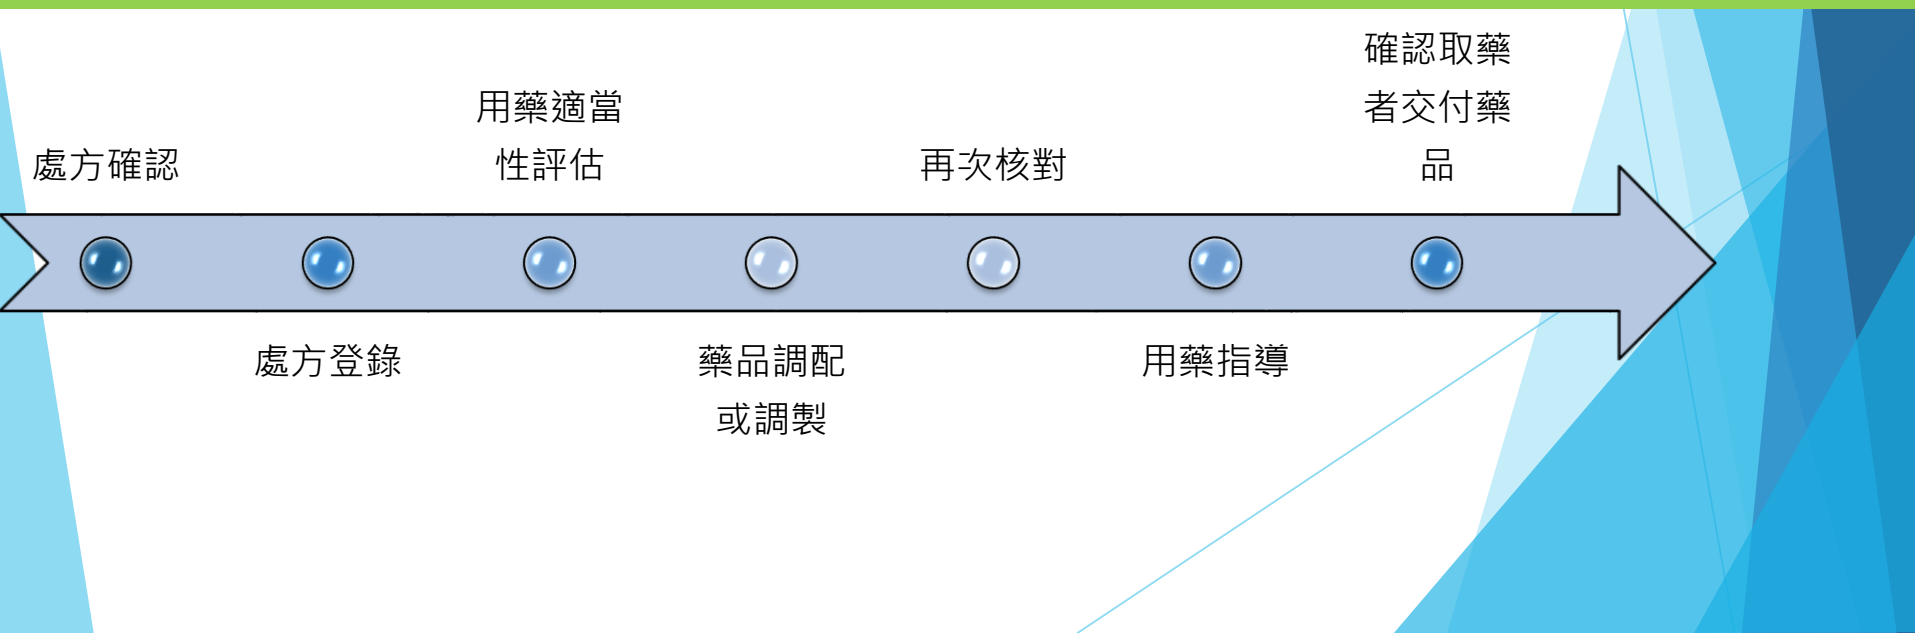 處方確認
處方登錄
用藥適當
性評估
藥品調配
或調製
再次核對
用藥指導
確認取藥
者交付藥
品